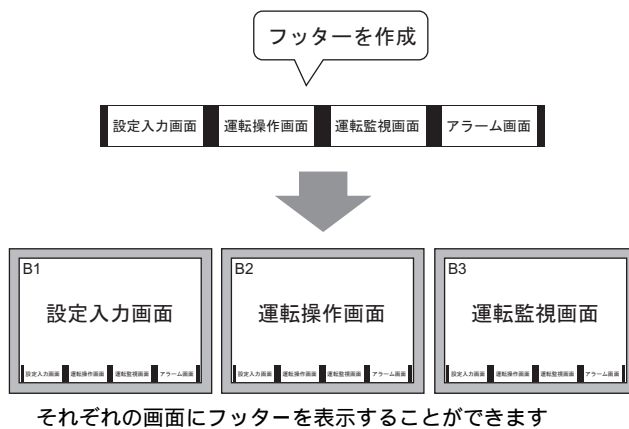 フッターを作成
設定入力画面 運転操作画面 運転監視画面 アラーム画面
B1 B2 B3
設定入力画面 運転操作画面 運転監視画面
設定入力画面 運転操作画面 運転監視画面 アラーム画面 設定入力画面 運転操作画面 運転監視画面 アラーム画面 設定入力画面 運転操作画面 運転監視画面 アラーム画面
それぞれの画面にフッターを表示することができます